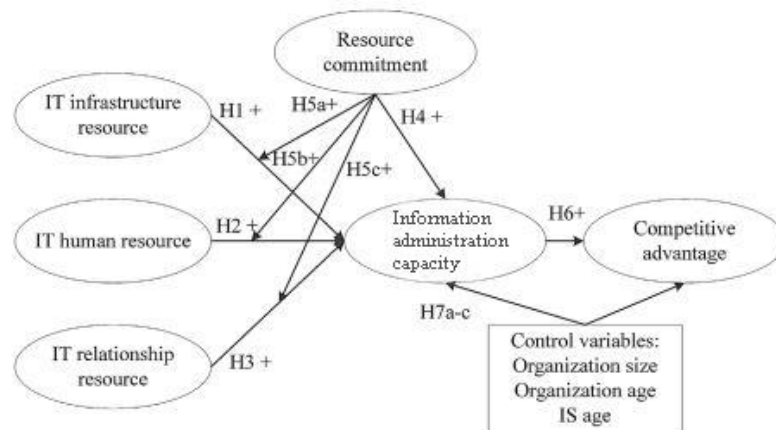 Resource
commitment
IT infrastructure
resource
H1 +
H5a+
H4 +
H5b+
H5c+
IT human resource
H2 +
Information
administration
capacity
H6+
Competitive
advantage
IT relationship
resource
H3 +
H7a-c
Control variables:
Organization size
Organization age
IS age